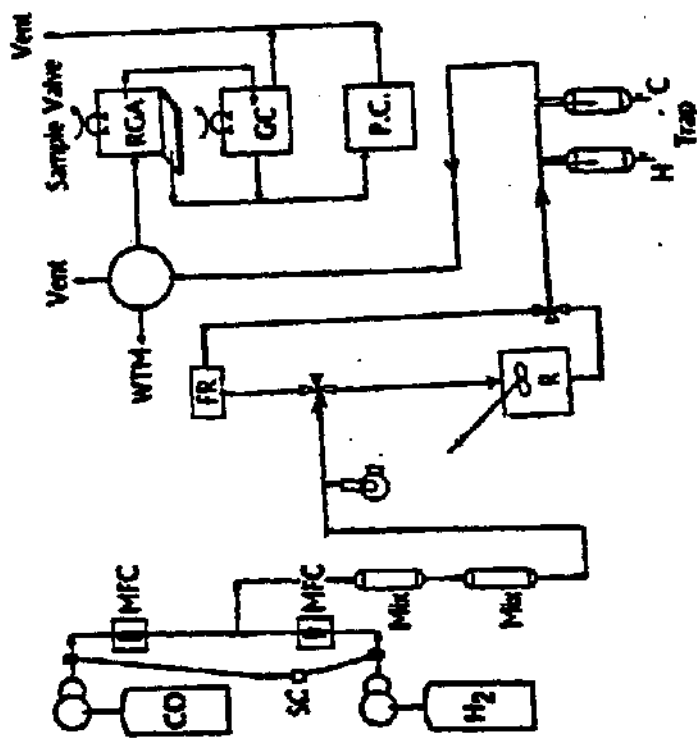 Vent
Sample Valve
RGA
GC
P.C.
Vent
WTM
FR
R
H
C
Trap
MFC
MFC
Mix
Mix
SC
CO
H2